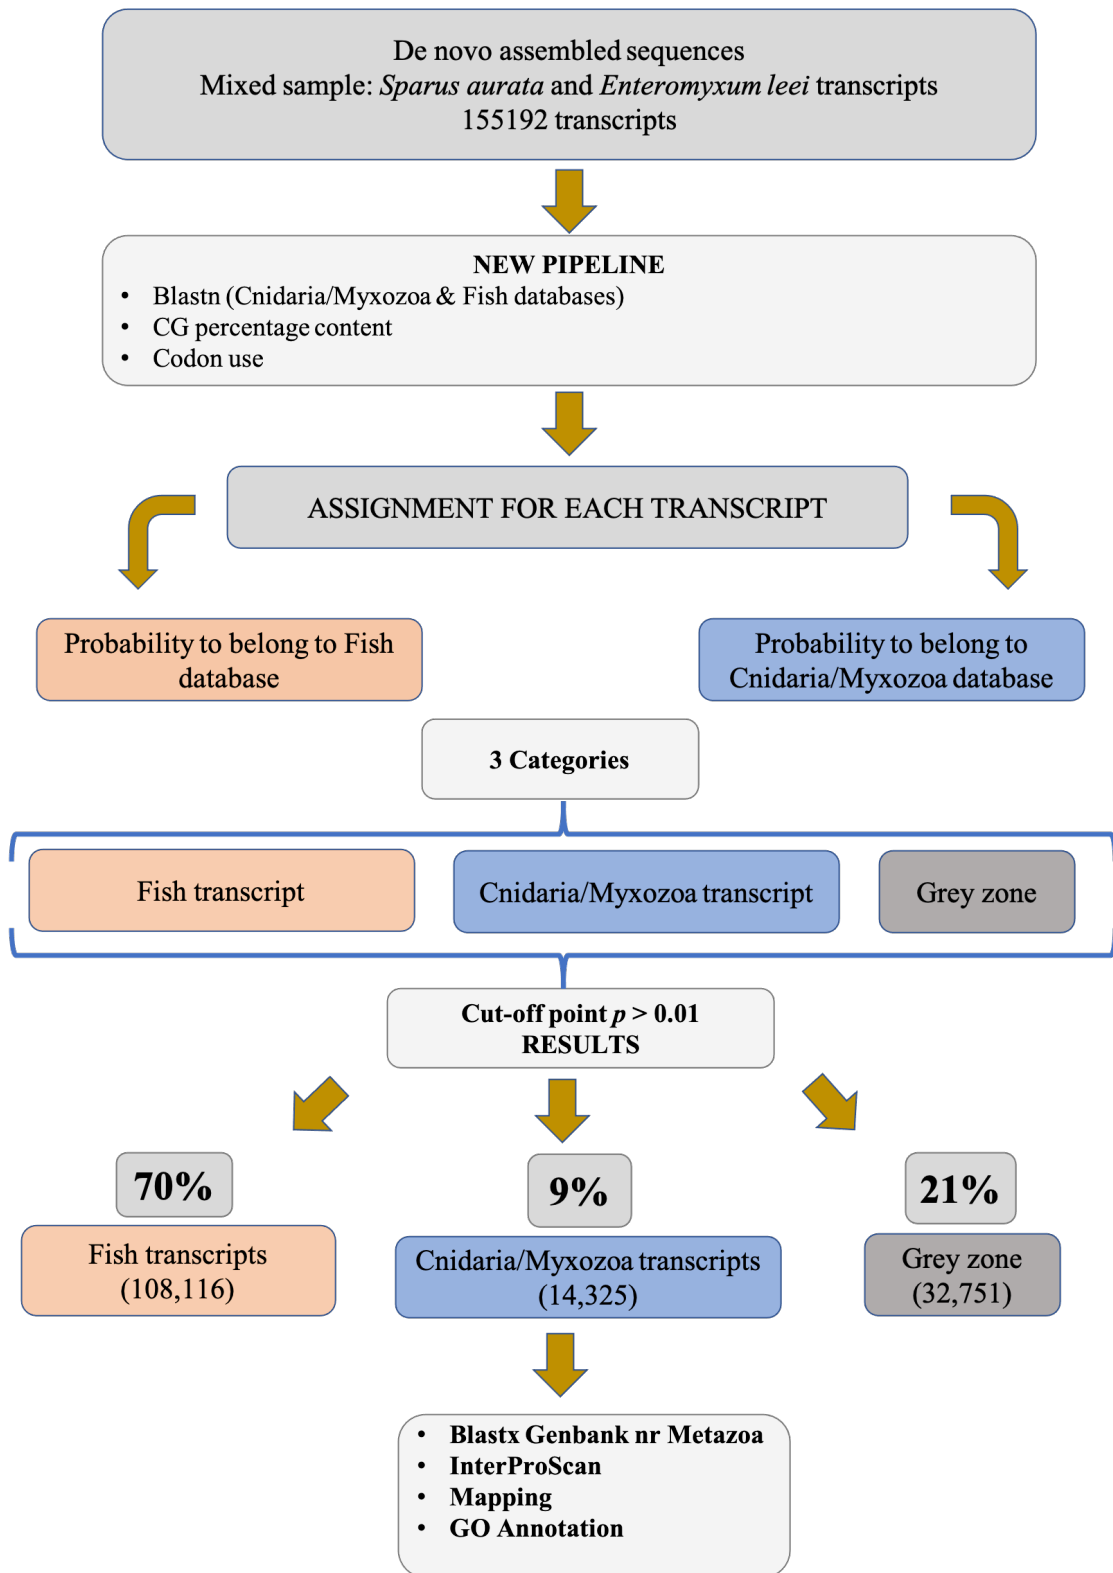 De novo assembled sequences
Mixed sample: Sparus aurata and Enteromyxum leei transcripts
155192 transcripts
NEW PIPELINE
• Blastn (Cnidaria/Myxozoa & Fish databases)
• CG percentage content
• Codon use
ASSIGNMENT FOR EACH TRANSCRIPT
Probability to belong to Fish
database
Probability to belong to
Cnidaria/Myxozoa database
3 Categories
Fish transcript
Cnidaria/Myxozoa transcript
Grey zone
Cut-off point p > 0.01
RESULTS
70%
Fish transcripts
(108,116)
9%
Cnidaria/Myxozoa transcripts
(14,325)
21%
Grey zone
(32,751)
• Blastx Genbank nr Metazoa
• InterProScan
• Mapping
• GO Annotation